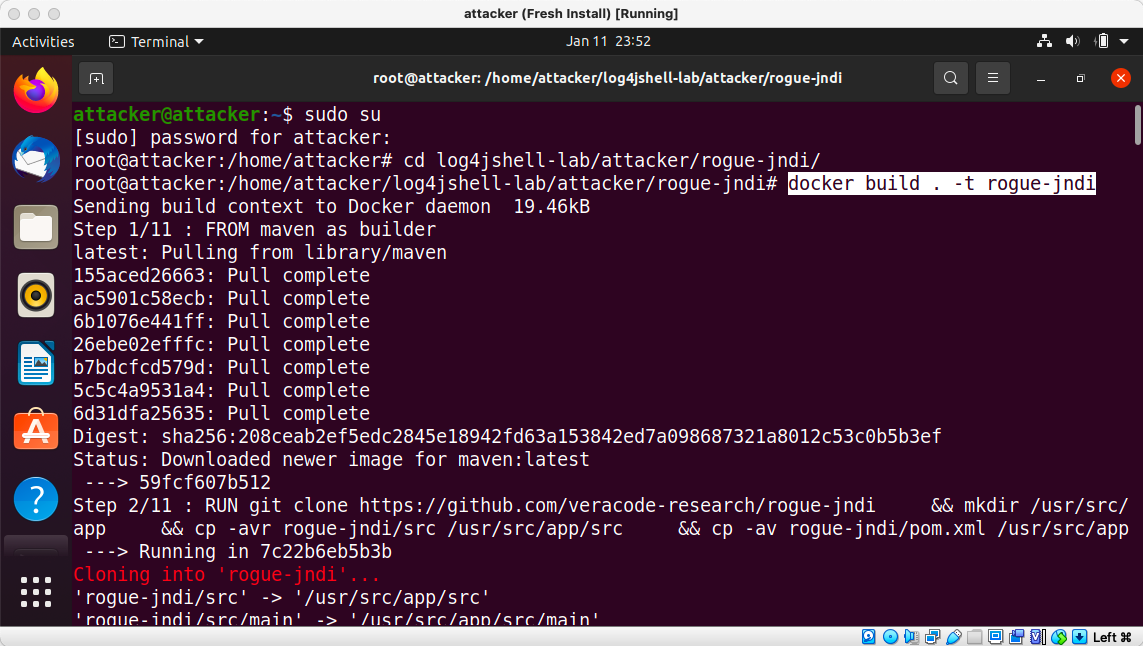 attacker (Fresh Install) [Running]
Activities Terminal Jan 11 23:52
root@attacker: /home/attacker/log4jshell-lab/attacker/rogue-jndi
attacker@attacker:~$ sudo su
[sudo] password for attacker:
root@attacker:/home/attacker# cd log4jshell-lab/attacker/rogue-jndi/
root@attacker:/home/attacker/log4jshell-lab/attacker/rogue-jndi# docker build . -t rogue-jndi
Sending build context to Docker daemon  19.46kB
Step 1/11 : FROM maven as builder
latest: Pulling from library/maven
155aced26663: Pull complete
ac5901c58ecb: Pull complete
6b1076e441ff: Pull complete
26ebe02efffc: Pull complete
b7bdcfcd579d: Pull complete
5c5c4a9531a4: Pull complete
6d31dfa25635: Pull complete
Digest: sha256:208ceab2ef5edc2845e18942fd63a153842ed7a098687321a8012c53c0b5b3ef
Status: Downloaded newer image for maven:latest
 ---> 59fcf607b512
Step 2/11 : RUN git clone https://github.com/veracode-research/rogue-jndi     && mkdir /usr/src/
app     && cp -avr rogue-jndi/src /usr/src/app/src     && cp -av rogue-jndi/pom.xml /usr/src/app
 ---> Running in 7c22b6eb5b3b
Cloning into 'rogue-jndi'...
'rogue-jndi/src' -> '/usr/src/app/src'
'rogue-jndi/src/main' -> '/usr/src/app/src/main'
Left ⌘